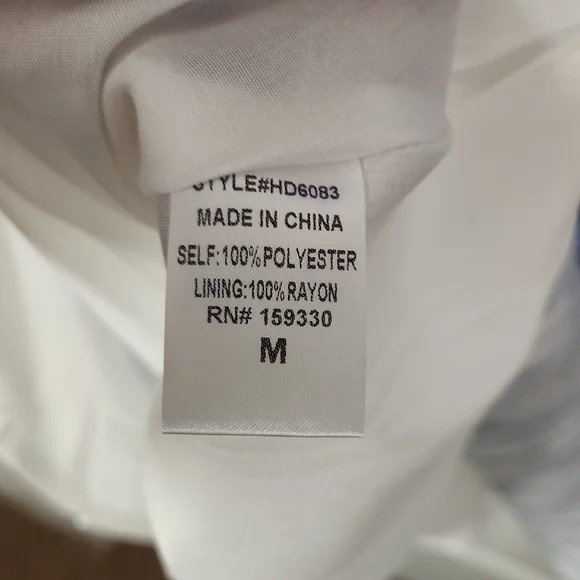 STYLE#HD6083
MADE IN CHINA
SELF:100%POLYESTER
LINING:100%RAYON
RN# 159330
M